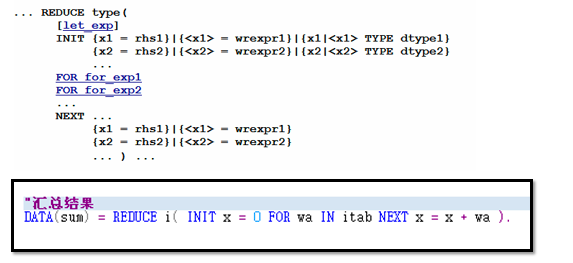 ... REDUCE type(
[let_exp]
INIT {x1 = rhs1}|{<x1> = wrexpr1}|{x1|<x1> TYPE dtype1}
{x2 = rhs2}|{<x2> = wrexpr2}|{x2|<x2> TYPE dtype2}
...
FOR for_exp1
FOR for_exp2
...
NEXT ...
{x1 = rhs1}|{<x1> = wrexpr1}
{x2 = rhs2}|{<x2> = wrexpr2}
... ) ...
"汇总结果
DATA(sum) = REDUCE i( INIT x = 0 FOR wa IN itab NEXT x = x + wa ).